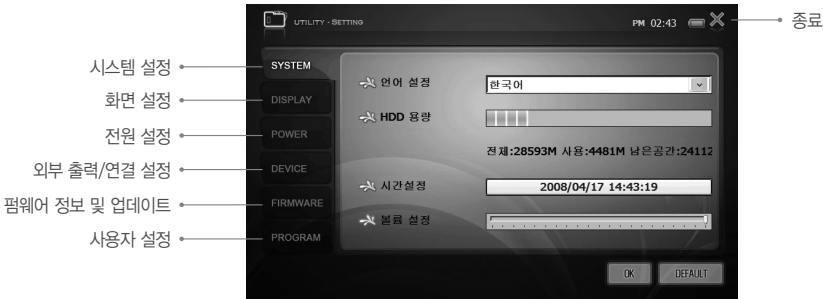 UTILITY - SETTING
PM 02:43
종료
시스템 설정
SYSTEM
화면 설정
DISPLAY
전원 설정
POWER
외부 출력/연결 설정
DEVICE
펌웨어 정보 및 업데이트
FIRMWARE
사용자 설정
PROGRAM
언어 설정
한국어
HDD 용량
전체:28593M 사용:4481M 남은공간:24112
시간설정
2008/04/17 14:43:19
볼륨 설정
OK
DEFAULT